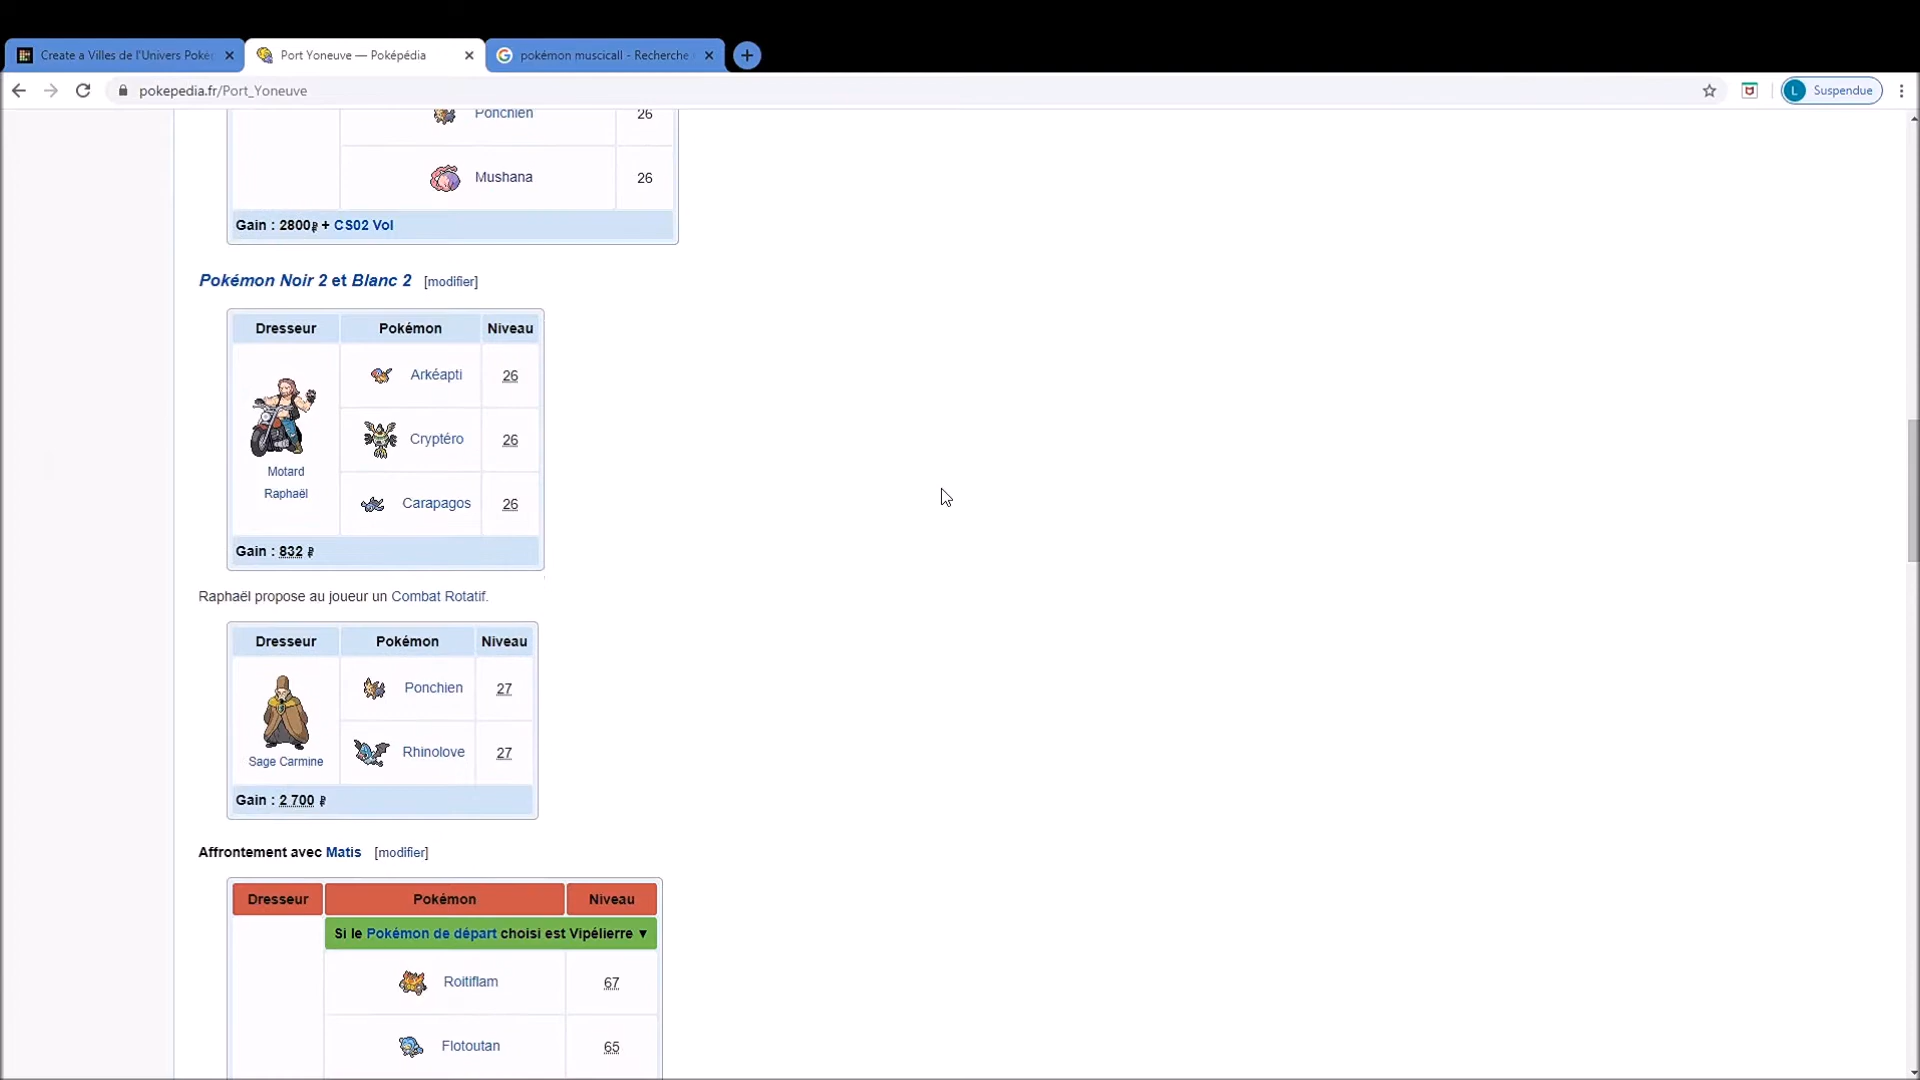 Create a Villes de l'Univers Poké
Port Yoneuve — Poképédia
pokémon muscicall - Recherche
pokepedia.fr/Port_Yoneuve
L Suspendue
Ponchien 26
Mushana 26
Gain : 2800₽ + CS02 Vol
Pokémon Noir 2 et Blanc 2 [modifier]
Dresseur Pokémon Niveau
Arkéapti 26
Cryptéro 26
Carapagos 26
Motard
Raphaël
Gain : 832 ₽
Raphaël propose au joueur un Combat Rotatif.
Dresseur Pokémon Niveau
Ponchien 27
Rhinolove 27
Sage Carmine
Gain : 2 700 ₽
Affrontement avec Matis [modifier]
Dresseur Pokémon Niveau
Si le Pokémon de départ choisi est Vipélierre ▼
Roitiflam 67
Flotoutan 65